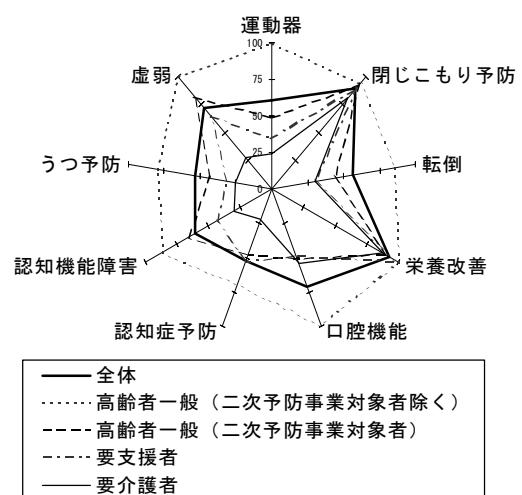 運動器
100
75
50
25
0
閉じこもり予防
転倒
栄養改善
口腔機能
認知症予防
認知機能障害
うつ予防
虚弱
全体
高齢者一般（二次予防事業対象者除く）
高齢者一般（二次予防事業対象者）
要支援者
要介護者